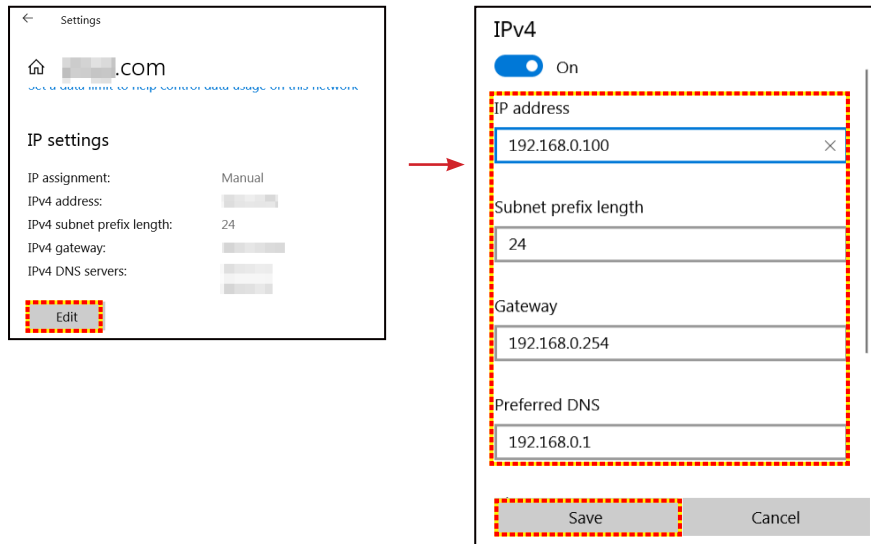 Settings
.com
Set a data limit to help control data usage on this network
IP settings
IP assignment: Manual
IPv4 address:
IPv4 subnet prefix length: 24
IPv4 gateway:
IPv4 DNS servers:
Edit
IPv4
On
IP address
192.168.0.100
Subnet prefix length
24
Gateway
192.168.0.254
Preferred DNS
192.168.0.1
Save Cancel